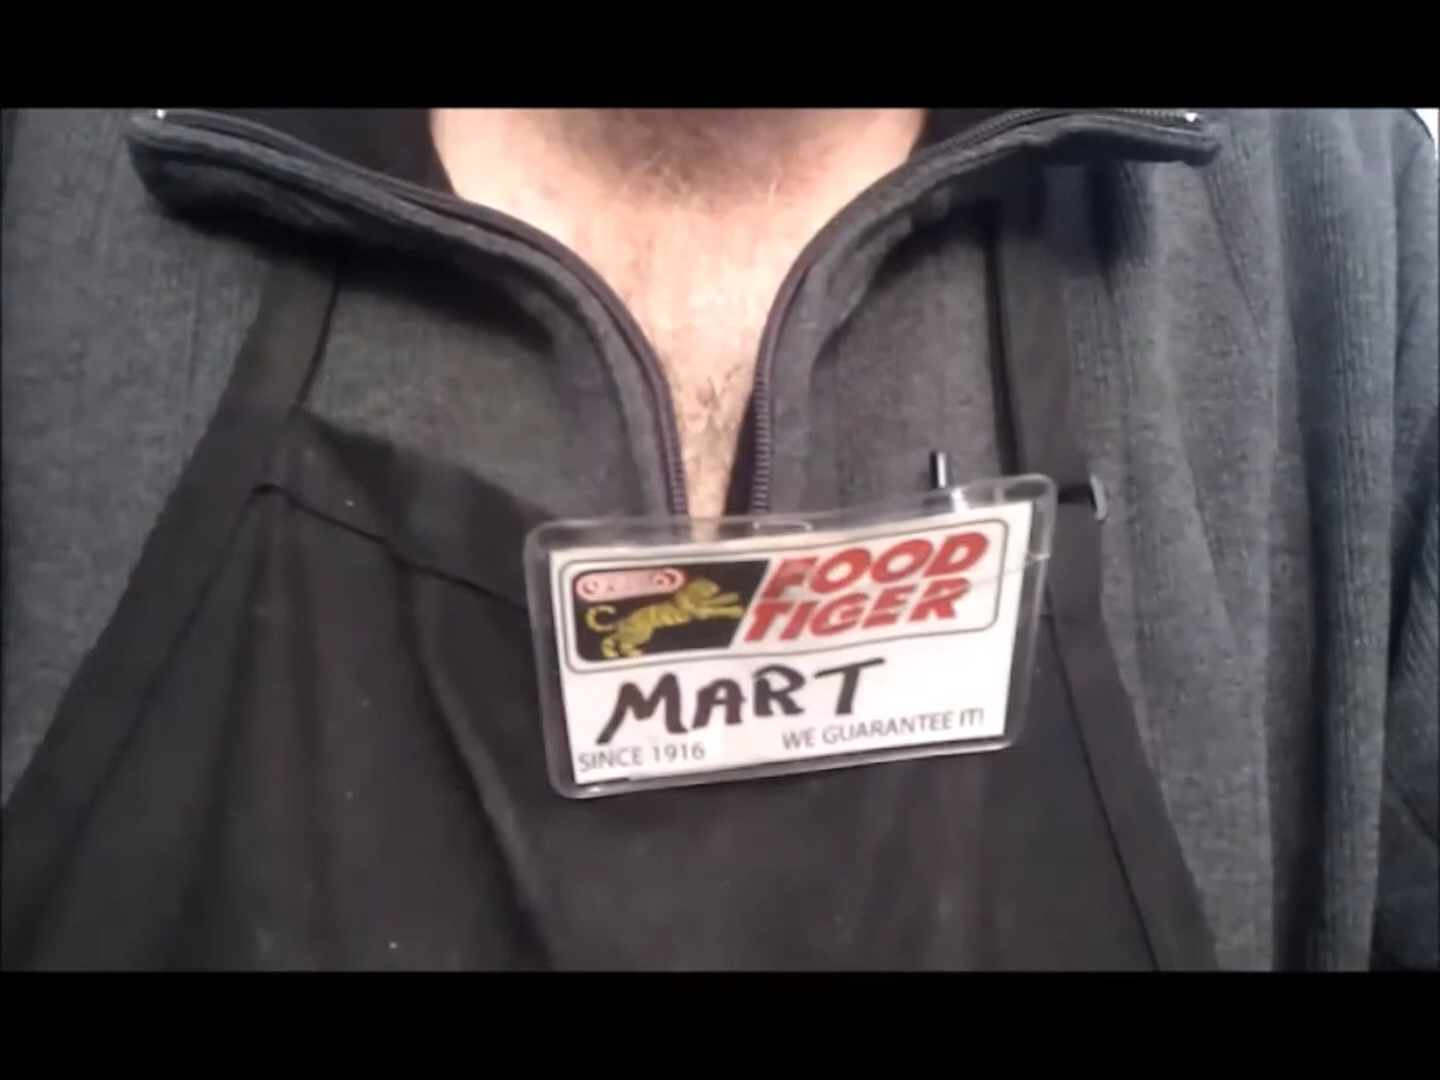 FOOD
TIGER
MART
SINCE 1916
WE GUARANTEE IT!